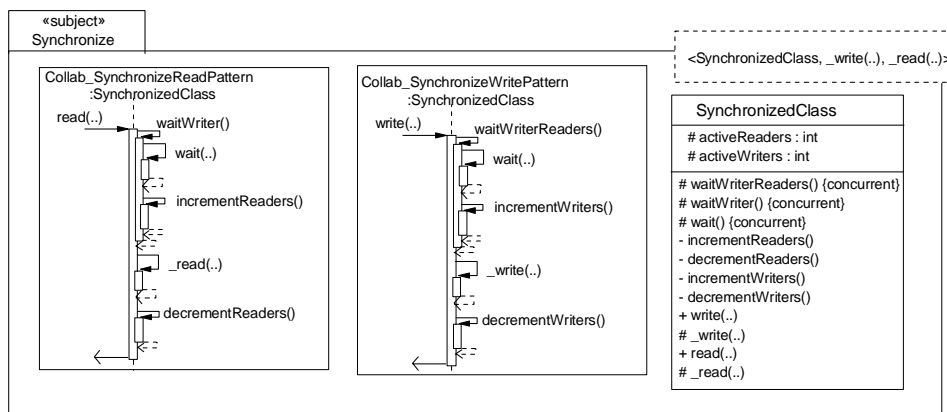 «subject»
Synchronize
<SynchronizedClass, _write(..), _read(..)>
Collab_SynchronizeReadPattern
:SynchronizedClass
read(..)
waitWriter()
wait(..)
incrementReaders()
_read(..)
decrementReaders()
Collab_SynchronizeWritePattern
:SynchronizedClass
write(..)
waitWriterReaders()
wait(..)
incrementWriters()
_write(..)
decrementWriters()
SynchronizedClass
# activeReaders : int
# activeWriters : int
# waitWriterReaders() {concurrent}
# waitWriter() {concurrent}
# wait() {concurrent}
- incrementReaders()
- decrementReaders()
- incrementWriters()
- decrementWriters()
+ write(..)
# _write(..)
+ read(..)
# _read(..)